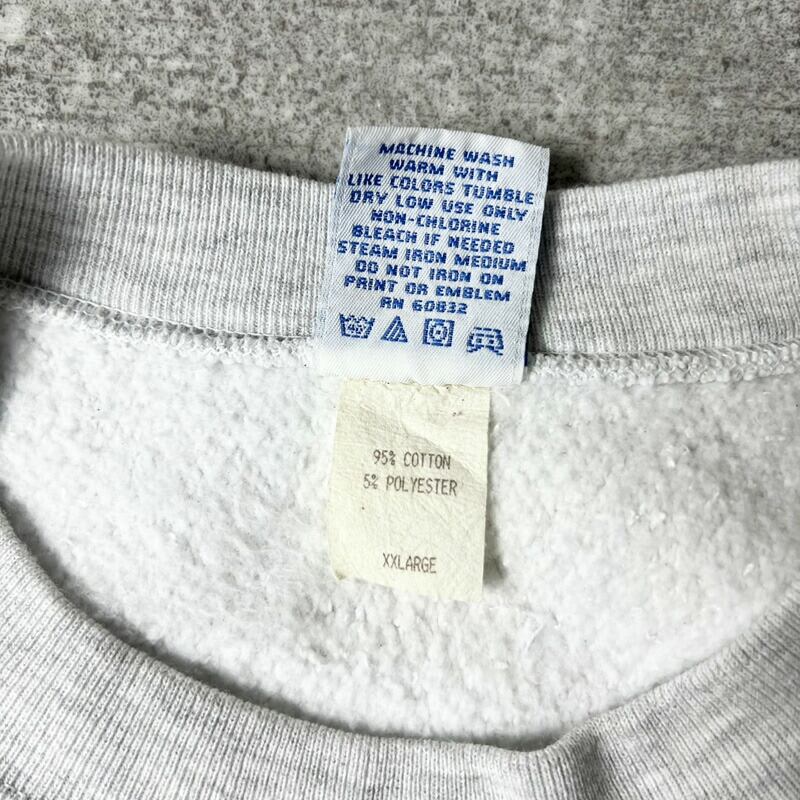 MACHINE WASH
WARM WITH
LIKE COLORS TUMBLE
DRY LOW USE ONLY
NON-CHLORINE
BLEACH IF NEEDED
STEAM IRON MEDIUM
DO NOT IRON ON
PRINT OR EMBLEM
RN 60832
95% COTTON
5% POLYESTER
XXLARGE